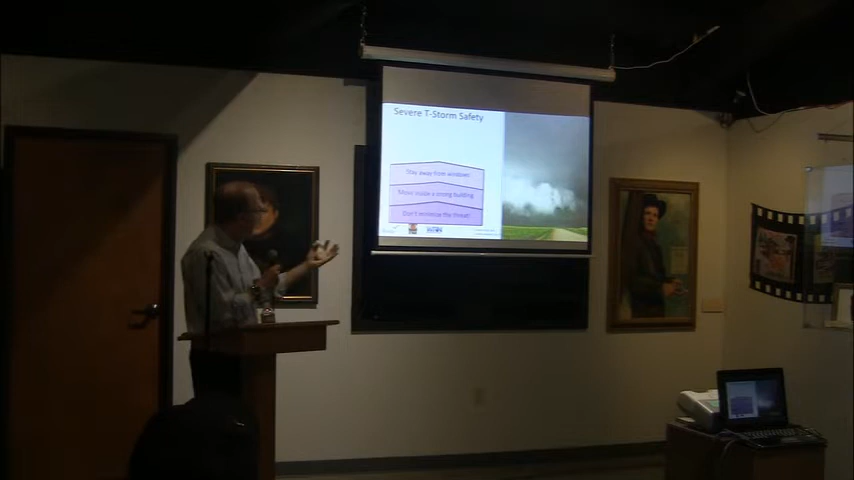 Severe T-Storm Safety
Stay away from windows
Move inside a strong building
Don't minimize the threat!